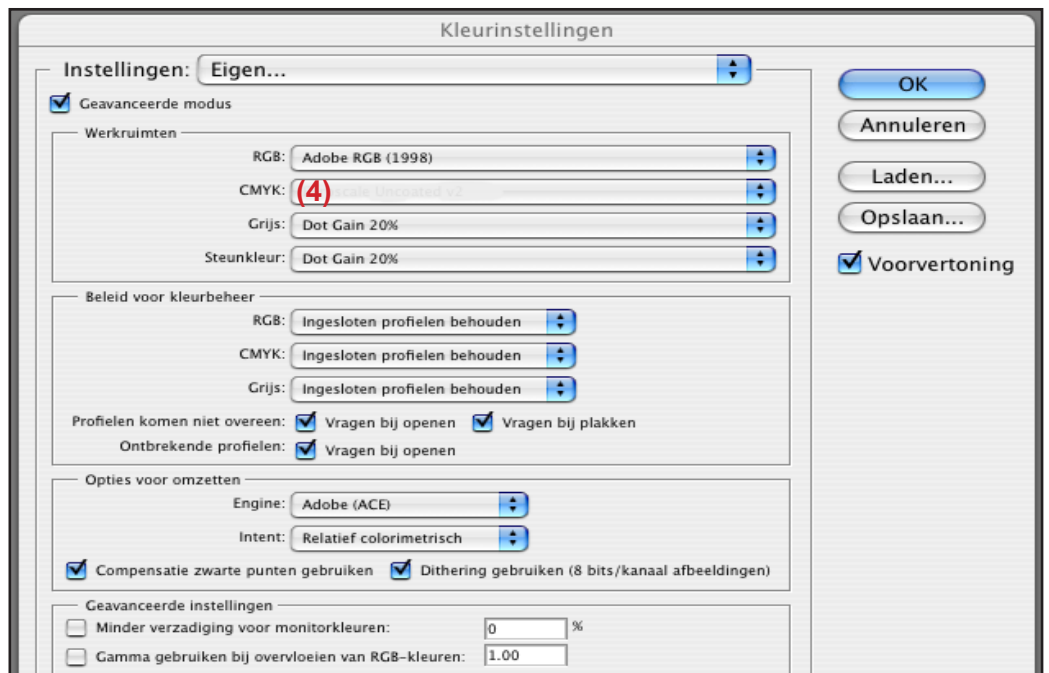 Kleurinstellingen
Instellingen: Eigen...
Geavanceerde modus
Werkruimten
RGB: Adobe RGB (1998)
CMYK: (4) Uncoated v2
Grijs: Dot Gain 20%
Steunkleur: Dot Gain 20%
Beleid voor kleurbeheer
RGB: Ingesloten profielen behouden
CMYK: Ingesloten profielen behouden
Grijs: Ingesloten profielen behouden
Profielen komen niet overeen: Vragen bij openen Vragen bij plakken
Ontbrekende profielen: Vragen bij openen
Opties voor omzetten
Engine: Adobe (ACE)
Intent: Relatief colorimetrisch
Compensatie zwarte punten gebruiken Dithering gebruiken (8 bits/kanaal afbeeldingen)
Geavanceerde instellingen
Minder verzadiging voor monitorkleuren: 0 %
Gamma gebruiken bij overvloeien van RGB-kleuren: 1.00
OK
Annuleren
Laden...
Opslaan...
Voorvertoning